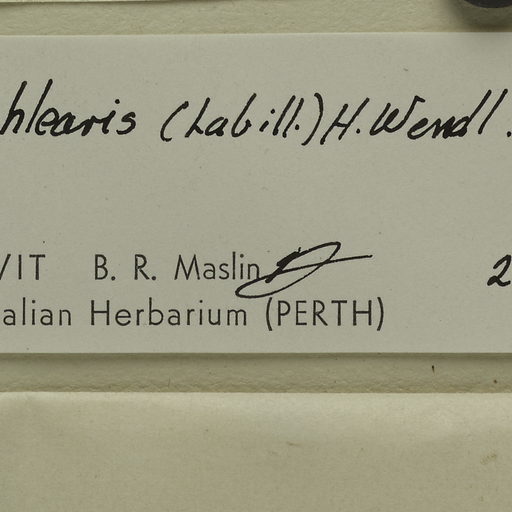 hlearis (Labill.) H. Wendl.
VIT B. R. Maslin 2
alian Herbarium (PERTH)